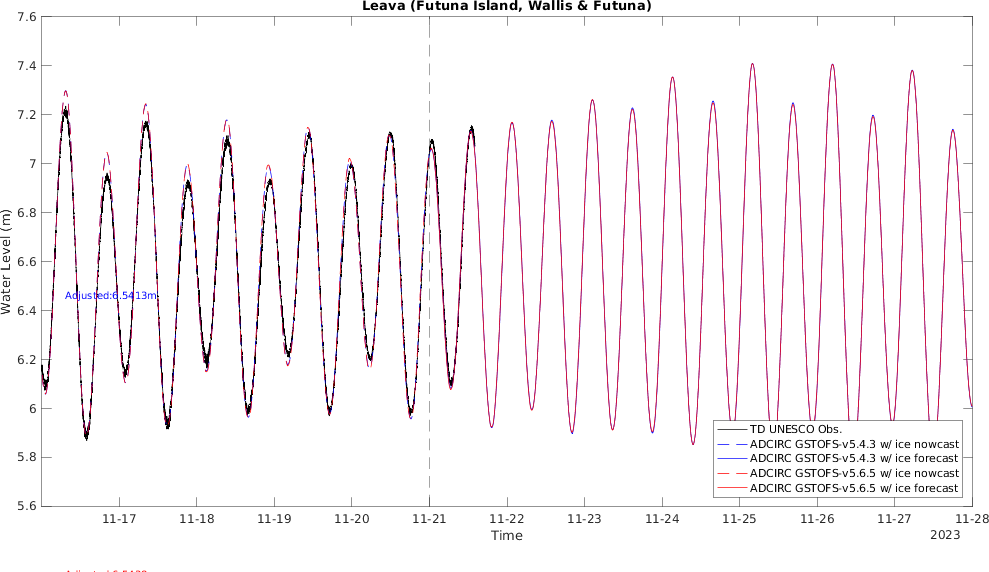 Leava (Futuna Island, Wallis & Futuna)
7.6
7.4
7.2
7
6.8
6.6
6.4
6.2
6
5.8
5.6
Water Level (m)
Adjusted:6.5413m
TD UNESCO Obs.
ADCIRC GSTOFS-v5.4.3 w/ ice nowcast
ADCIRC GSTOFS-v5.4.3 w/ ice forecast
ADCIRC GSTOFS-v5.6.5 w/ ice nowcast
ADCIRC GSTOFS-v5.6.5 w/ ice forecast
11-17 11-18 11-19 11-20 11-21 11-22 11-23 11-24 11-25 11-26 11-27 11-28
Time
2023